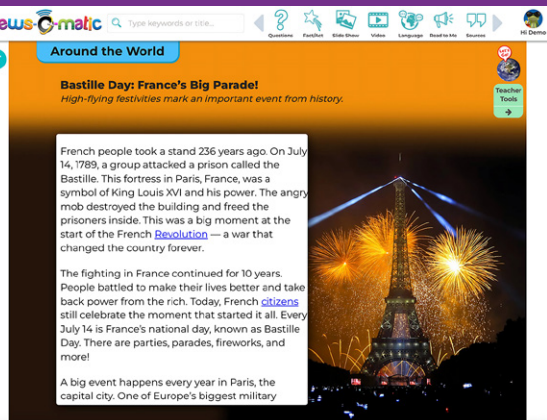 ews-O-matic
Type keywords or title...
Questions
Fact/Not
Slide Show
Video
Language
Read to Me
Sources
Hi Demo
Around the World
Let's Go!
Teacher
Tools
Bastille Day: France's Big Parade!
High-flying festivities mark an important event from history.
French people took a stand 236 years ago. On July
14, 1789, a group attacked a prison called the
Bastille. This fortress in Paris, France, was a
symbol of King Louis XVI and his power. The angry
mob destroyed the building and freed the
prisoners inside. This was a big moment at the
start of the French Revolution — a war that
changed the country forever.
The fighting in France continued for 10 years.
People battled to make their lives better and take
back power from the rich. Today, French citizens
still celebrate the moment that started it all. Every
July 14 is France's national day, known as Bastille
Day. There are parties, parades, fireworks, and
more!
A big event happens every year in Paris, the
capital city. One of Europe's biggest military